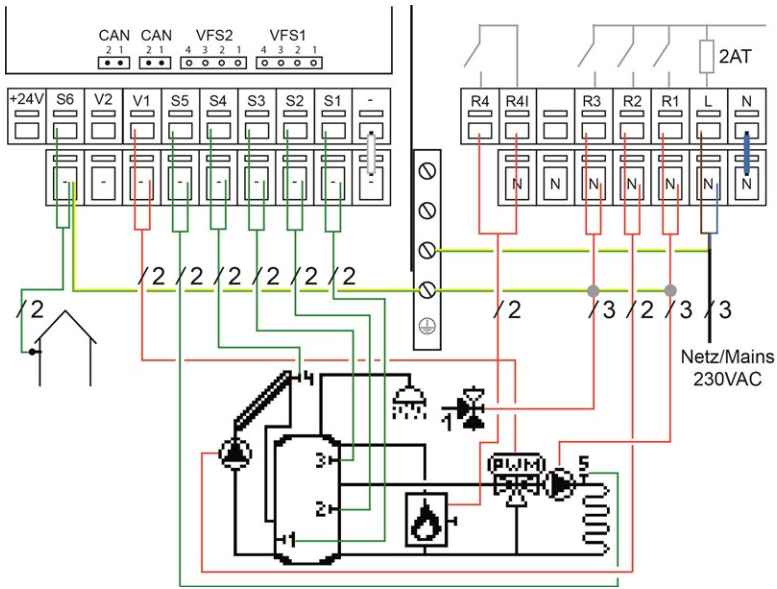 CAN CAN VFS2 VFS1
2 1 2 1 4 3 2 1 4 3 2 1
2AT
+24V S6 V2 V1 S5 S4 S3 S2 S1 - R4 R4I R3 R2 R1 L N
- - - - - - - - - N N N N N N N
/2 /2 /2 /2 /2 /2
/2 /2 /3 /2 /3 /3
Netz/Mains
230VAC
4
1
3
PWM 5
2
1